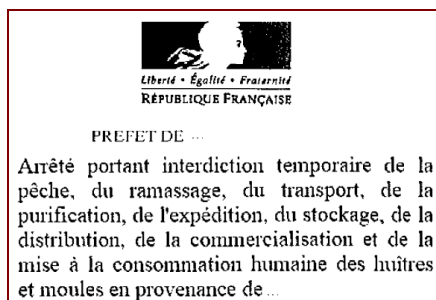 Liberté • Égalité • Fraternité
RÉPUBLIQUE FRANÇAISE
PREFET DE ...
Arrêté portant interdiction temporaire de la
pêche, du ramassage, du transport, de la
purification, de l'expédition, du stockage, de la
distribution, de la commercialisation et de la
mise à la consommation humaine des huîtres
et moules en provenance de ...